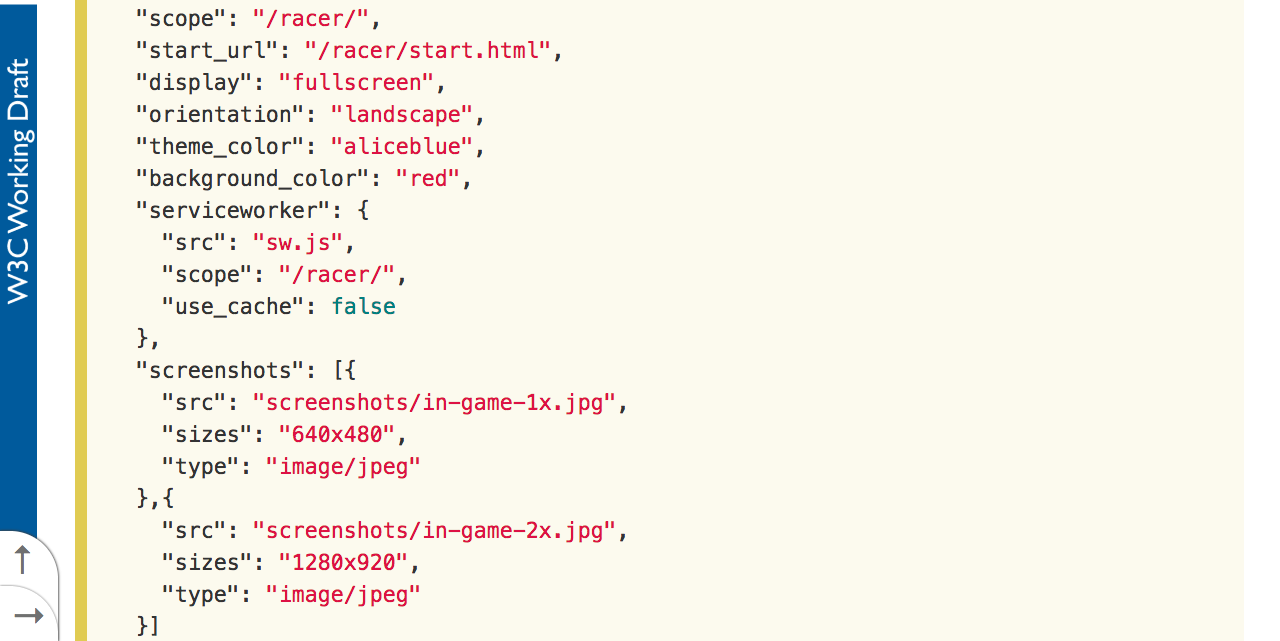 W3C Working Draft
"scope": "/racer/",
"start_url": "/racer/start.html",
"display": "fullscreen",
"orientation": "landscape",
"theme_color": "aliceblue",
"background_color": "red",
"serviceworker": {
  "src": "sw.js",
  "scope": "/racer/",
  "use_cache": false
},
"screenshots": [{
  "src": "screenshots/in-game-1x.jpg",
  "sizes": "640x480",
  "type": "image/jpeg"
},{
  "src": "screenshots/in-game-2x.jpg",
  "sizes": "1280x920",
  "type": "image/jpeg"
}]
↑
→